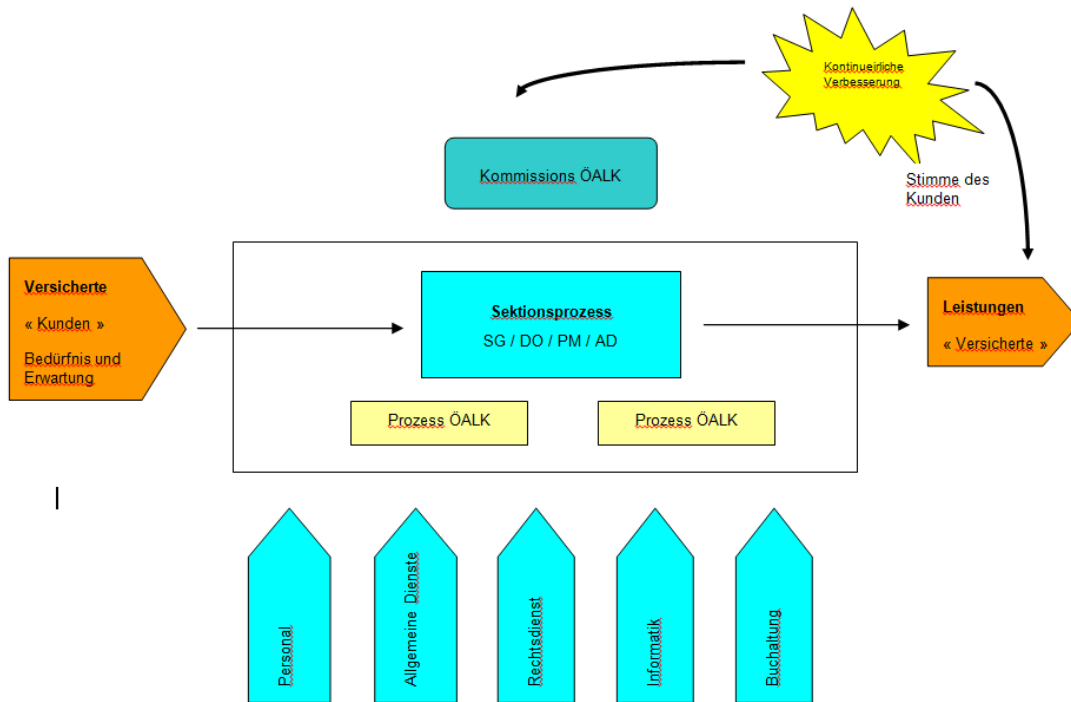 Kontinueirliche
Verbesserung
Kommissions ÖALK
Stimme des
Kunden
Versicherte
« Kunden »
Bedürfnis und
Erwartung
Sektionsprozess
SG / DO / PM / AD
Leistungen
« Versicherte »
Prozess ÖALK
Prozess ÖALK
Personal
Allgemeine Dienste
Rechtsdienst
Informatik
Buchaltung